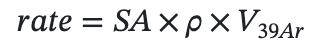 rate = SA × ρ × V₃₉Ar